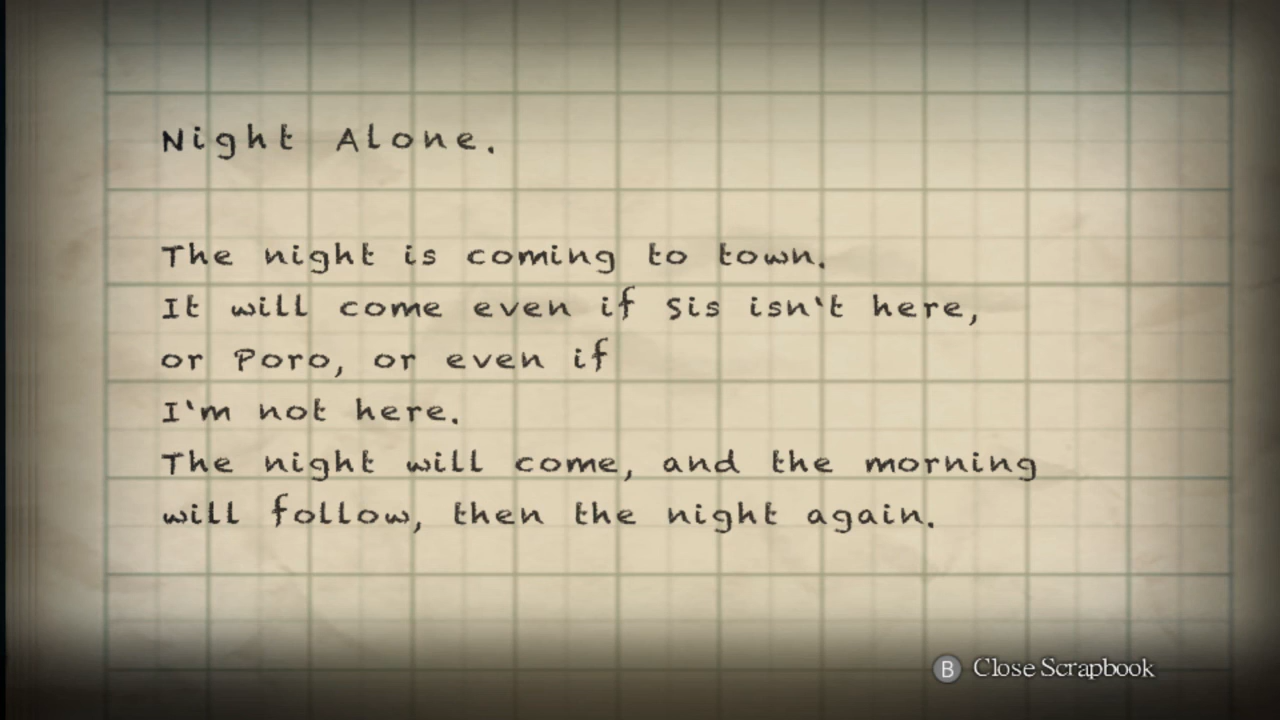 Night Alone.
The night is coming to town.
It will come even if Sis isn't here,
or Poro, or even if
I'm not here.
The night will come, and the morning
will follow, then the night again.
B Close Scrapbook